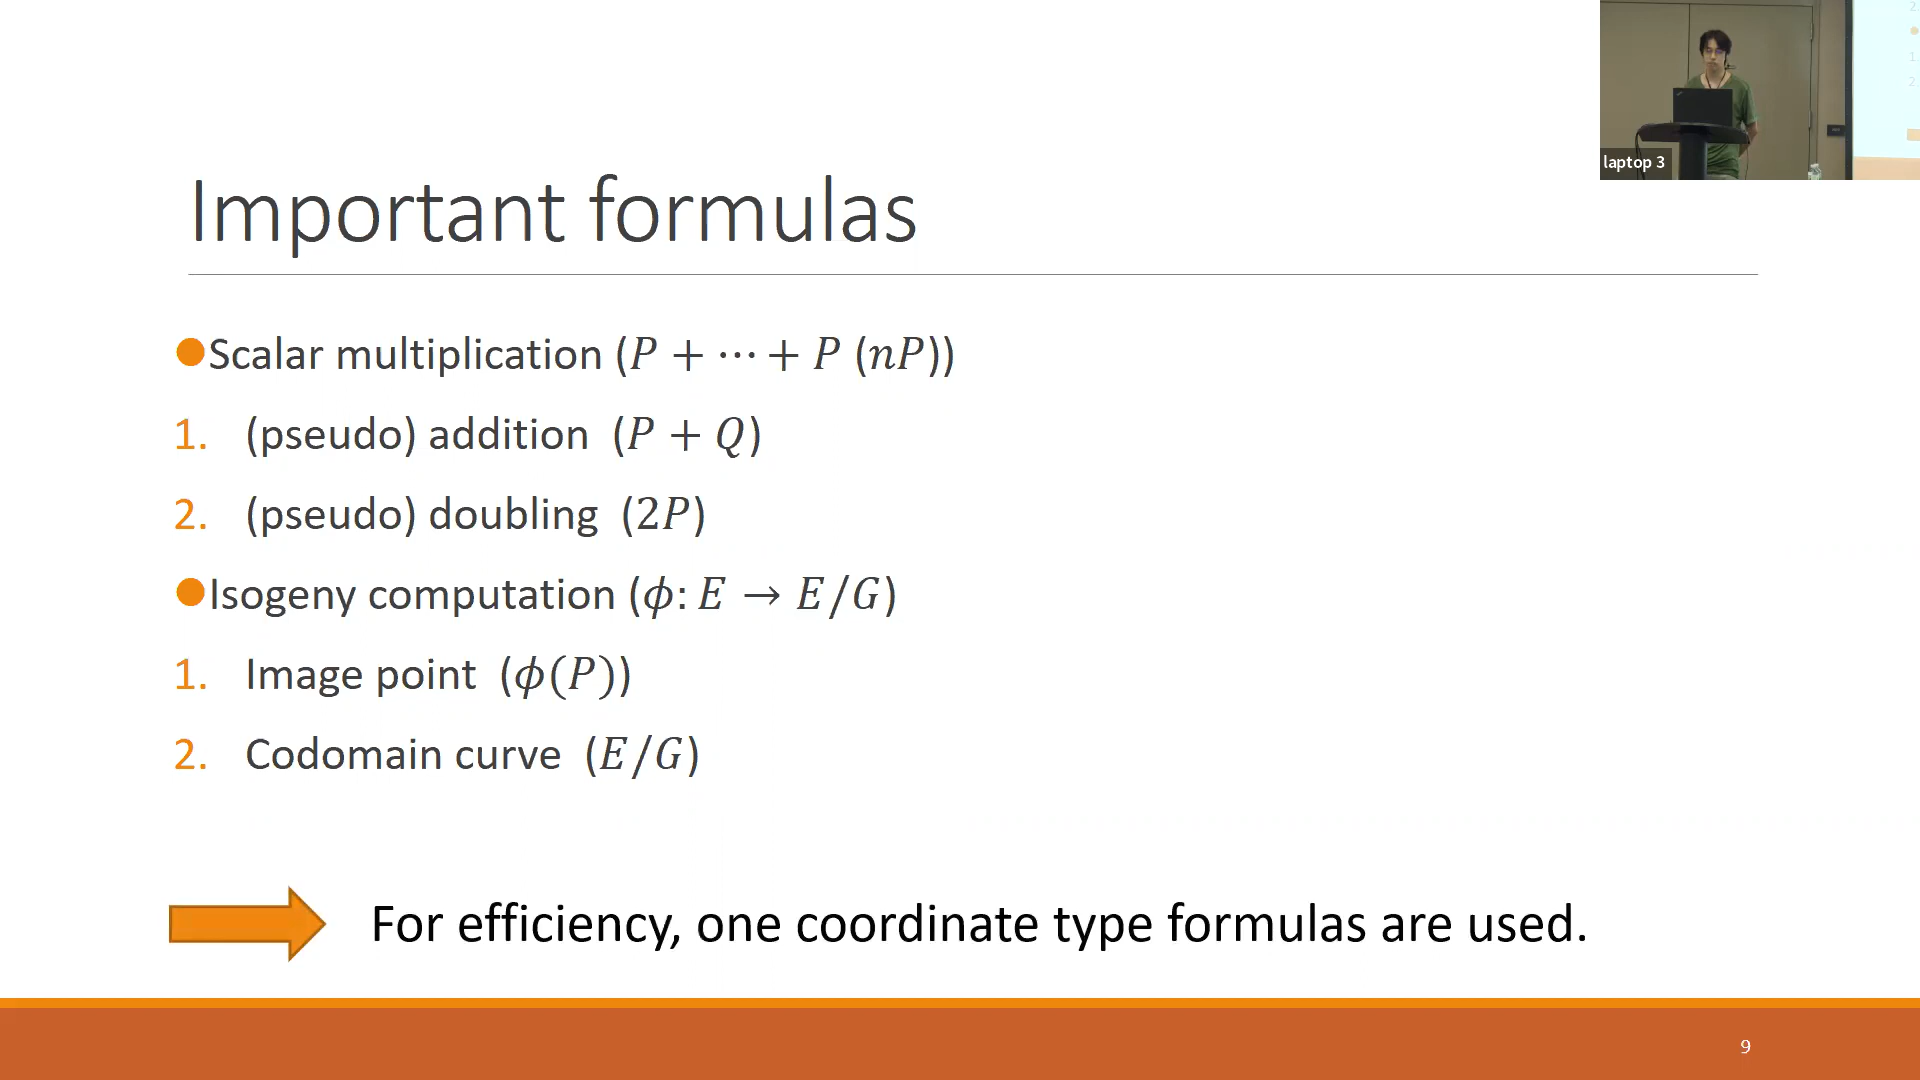 laptop 3
Important formulas
●Scalar multiplication (P + ⋯ + P (nP))
1. (pseudo) addition (P + Q)
2. (pseudo) doubling (2P)
●Isogeny computation (ϕ: E → E/G)
1. Image point (ϕ(P))
2. Codomain curve (E/G)
For efficiency, one coordinate type formulas are used.
9